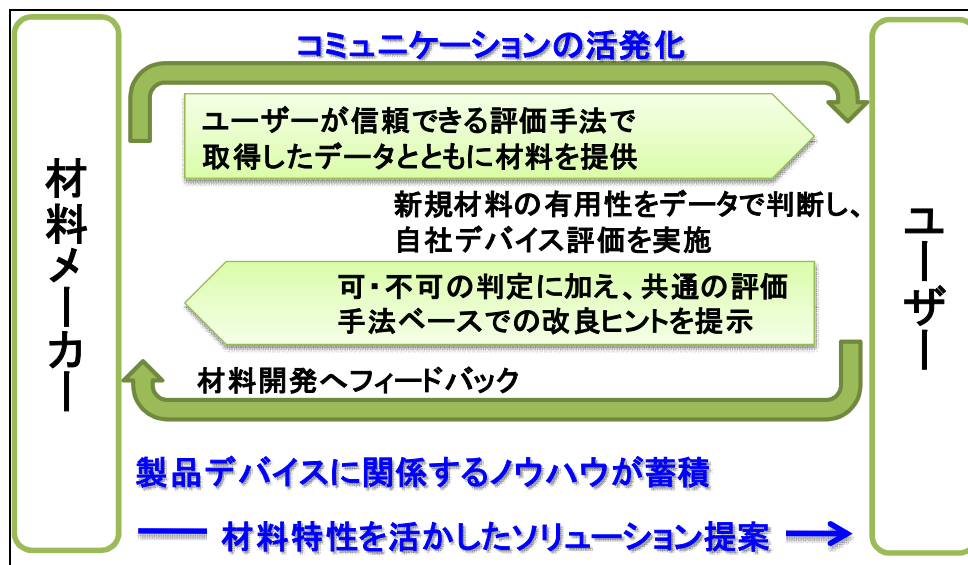 コミュニケーションの活発化
材料メーカー
ユーザーが信頼できる評価手法で
取得したデータとともに材料を提供
新規材料の有用性をデータで判断し、
自社デバイス評価を実施
可・不可の判定に加え、共通の評価
手法ベースでの改良ヒントを提示
材料開発へフィードバック
ユーザー
製品デバイスに関係するノウハウが蓄積
材料特性を活かしたソリューション提案